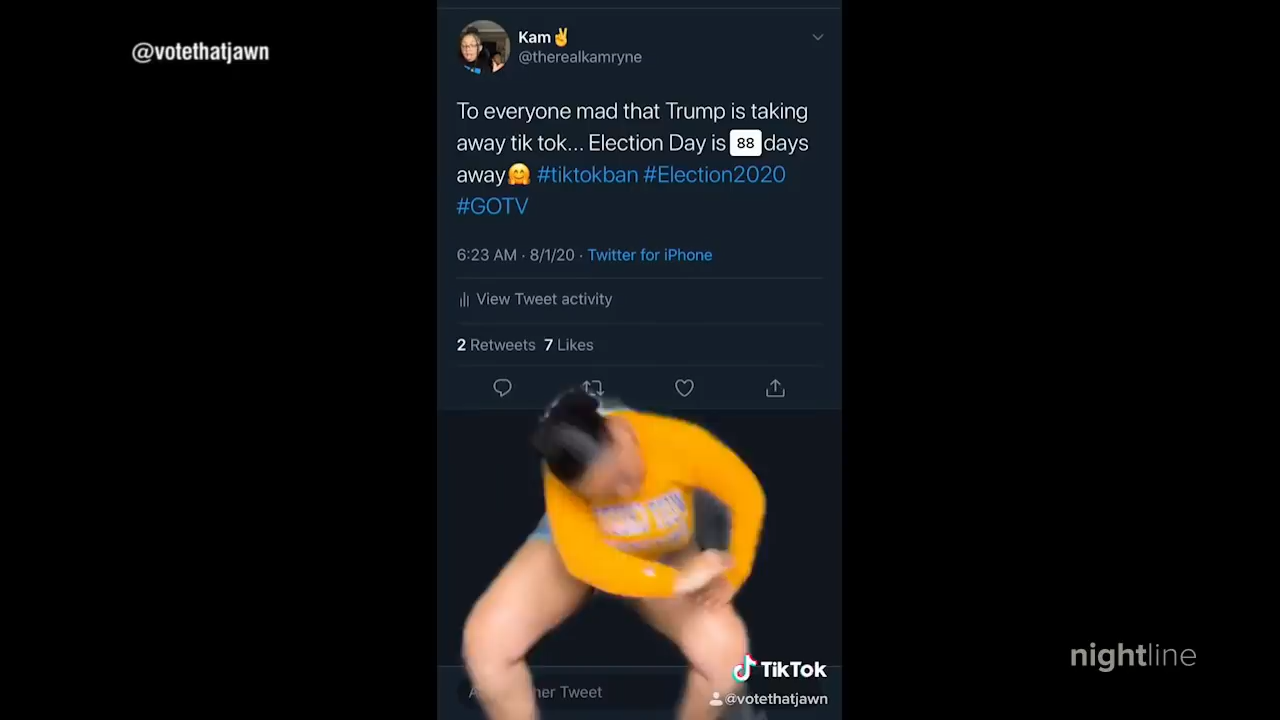 @votethatjawn
Kam✌
@therealkamryne
To everyone mad that Trump is taking
away tik tok... Election Day is 88 days
away🤗 #tiktokban #Election2020
#GOTV
6:23 AM · 8/1/20 · Twitter for iPhone
View Tweet activity
2 Retweets 7 Likes
TikTok
Tweet
@votethatjawn
nightline